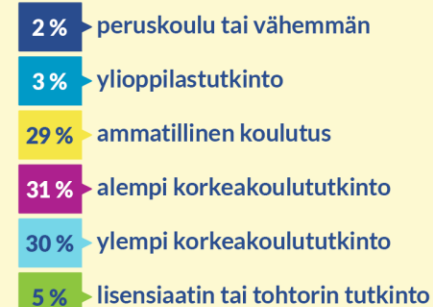 2 % peruskoulu tai vähemmän
3 % ylioppilastutkinto
29 % ammatillinen koulutus
31 % alempi korkeakoulututkinto
30 % ylempi korkeakoututkinto
5 % lisensiaatin tai tohtorin tutkinto